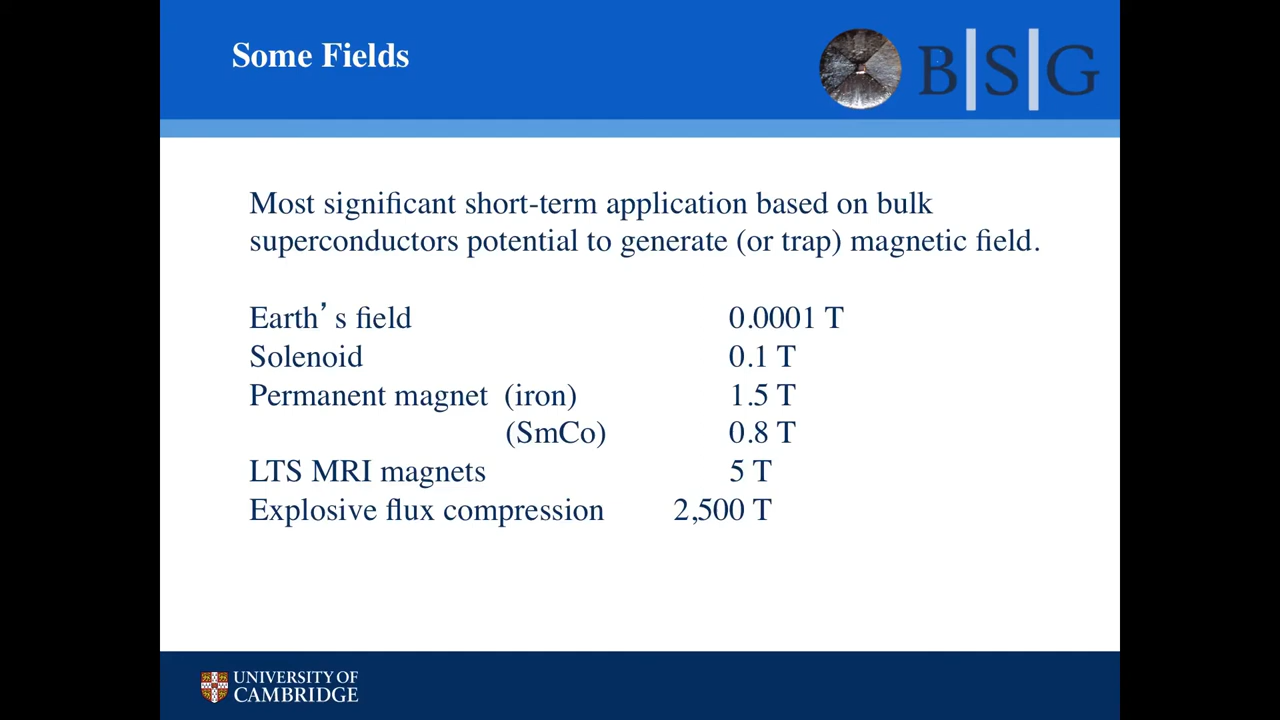 Some Fields
B|S|G
Most significant short-term application based on bulk
superconductors potential to generate (or trap) magnetic field.
Earth’s field 0.0001 T
Solenoid 0.1 T
Permanent magnet (iron) 1.5 T
(SmCo) 0.8 T
LTS MRI magnets 5 T
Explosive flux compression 2,500 T
UNIVERSITY OF
CAMBRIDGE